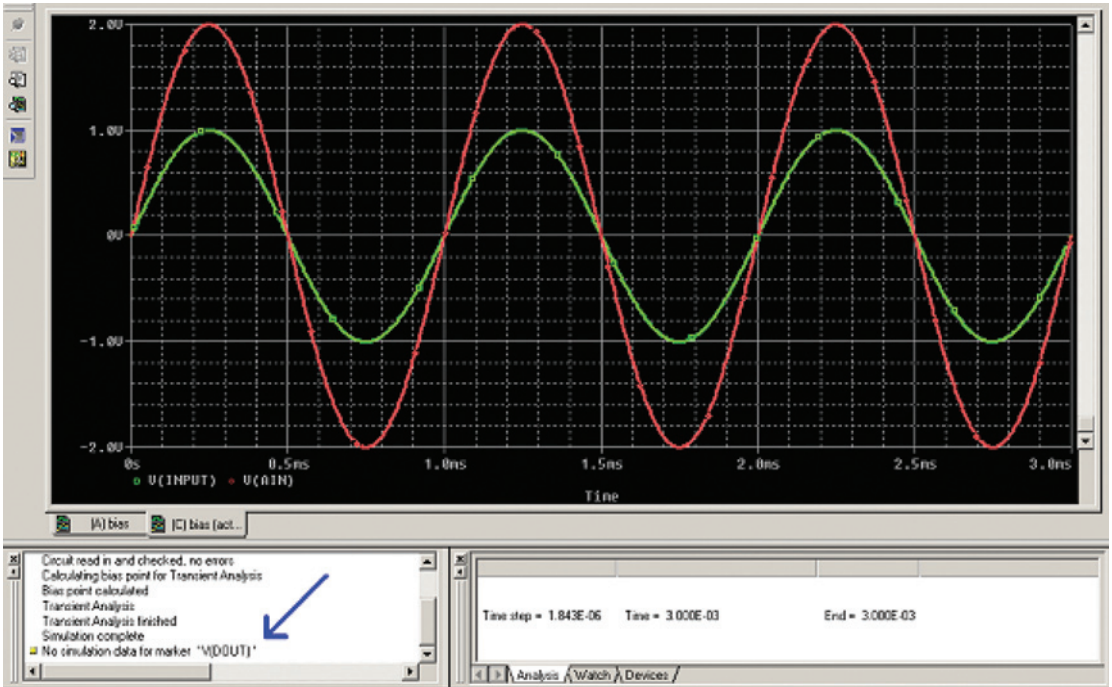 2.0V
1.0V
0V
-1.0V
-2.0V
0s 0.5ms 1.0ms 1.5ms 2.0ms 2.5ms 3.0ms
V(INPUT) V(AIN)
Time
(A) bias (C) bias (act...
Circuit read in and checked, no errors
Calculating bias point for Transient Analysis
Bias point calculated
Transient Analysis
Transient Analysis finished
Simulation complete
No simulation data for marker "V(DOUT)"
Time step = 1.843E-06 Time = 3.000E-03 End = 3.000E-03
Analysis Watch Devices